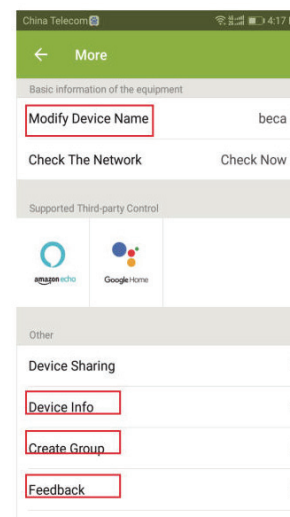 China Telecom 4:17
More
Basic information of the equipment
Modify Device Name beca
Check The Network Check Now
Supported Third-party Control
amazon echo Google Home
Other
Device Sharing
Device Info
Create Group
Feedback